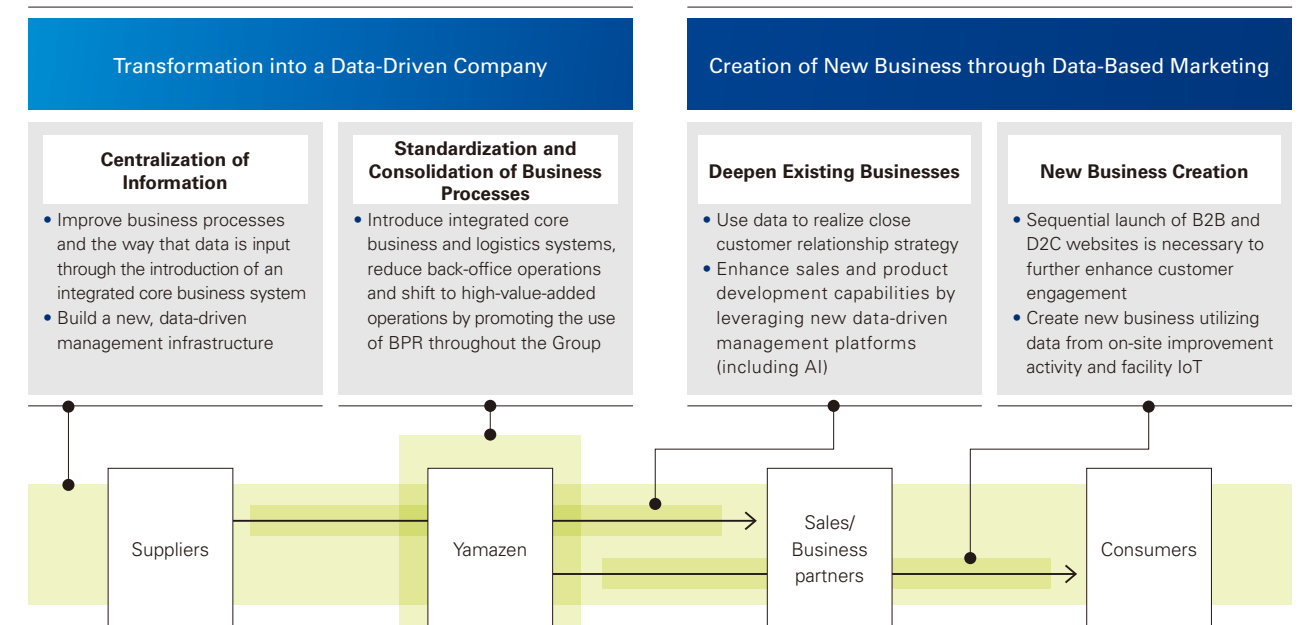 Transformation into a Data-Driven Company
Creation of New Business through Data-Based Marketing
Centralization of
Information
• Improve business processes
and the way that data is input
through the introduction of an
integrated core business system
• Build a new, data-driven
management infrastructure
Standardization and
Consolidation of Business
Processes
• Introduce integrated core
business and logistics systems,
reduce back-office operations
and shift to high-value-added
operations by promoting the use
of BPR throughout the Group
Deepen Existing Businesses
• Use data to realize close
customer relationship strategy
• Enhance sales and product
development capabilities by
leveraging new data-driven
management platforms
(including AI)
New Business Creation
• Sequential launch of B2B and
D2C websites is necessary to
further enhance customer
engagement
• Create new business utilizing
data from on-site improvement
activity and facility IoT
Suppliers
Yamazen
Sales/
Business
partners
Consumers